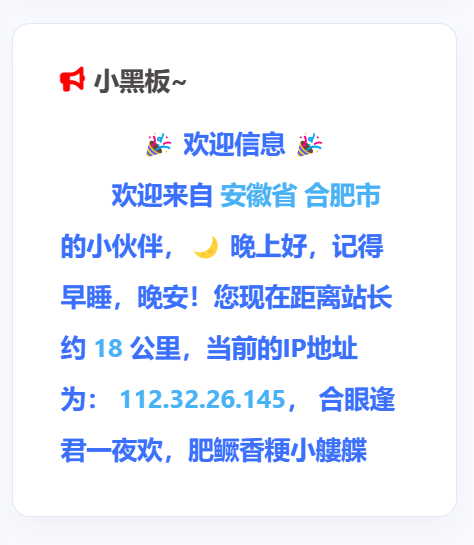 小黑板~
🎉 欢迎信息 🎉
欢迎来自 安徽省 合肥市
的小伙伴， 🌙 晚上好，记得
早睡，晚安！您现在距离站长
约 18 公里，当前的IP地址
为： 112.32.26.145， 合眼逢
君一夜欢，肥鳜香粳小艛艓